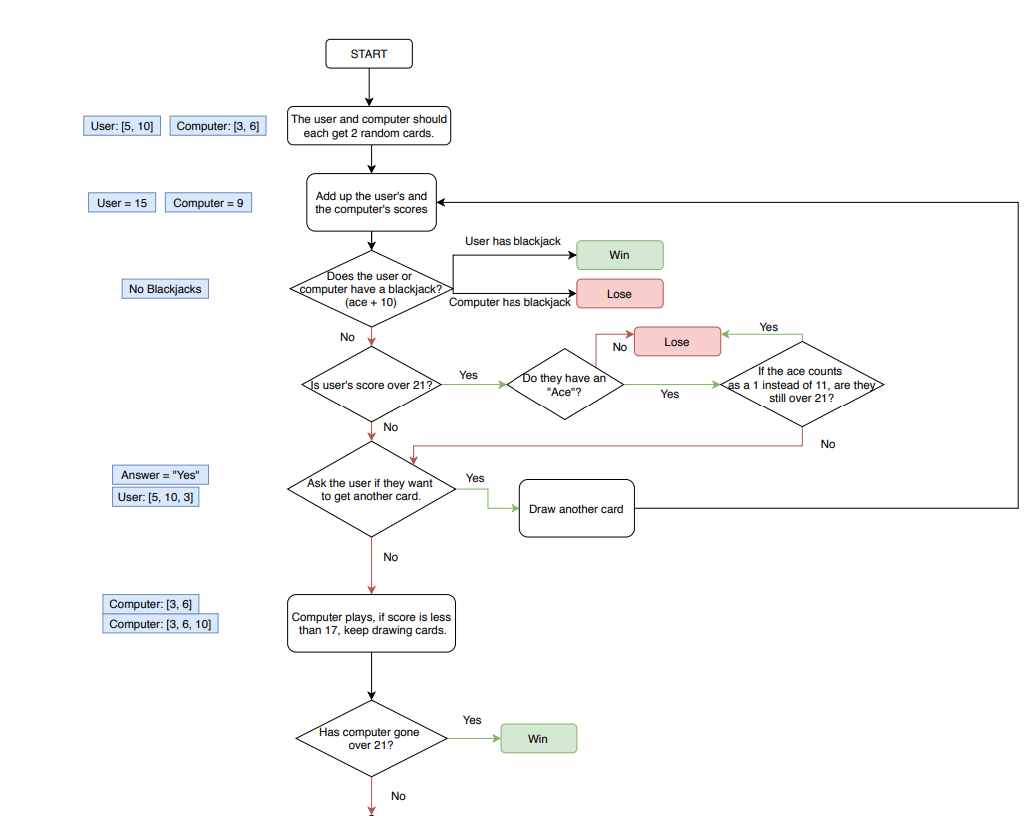 START
User: [5, 10]
Computer: [3, 6]
The user and computer should
each get 2 random cards.
User = 15
Computer = 9
Add up the user's and
the computer's scores
User has blackjack
Win
No Blackjacks
Does the user or
computer have a blackjack?
(ace + 10)
Computer has blackjack
Lose
No
Is user's score over 21?
Yes
Do they have an
"Ace"?
No
Lose
Yes
Yes
If the ace counts
as a 1 instead of 11, are they
still over 21?
No
No
Answer = "Yes"
User: [5, 10, 3]
Ask the user if they want
to get another card.
Yes
Draw another card
No
Computer: [3, 6]
Computer: [3, 6, 10]
Computer plays, if score is less
than 17, keep drawing cards.
Has computer gone
over 21?
Yes
Win
No